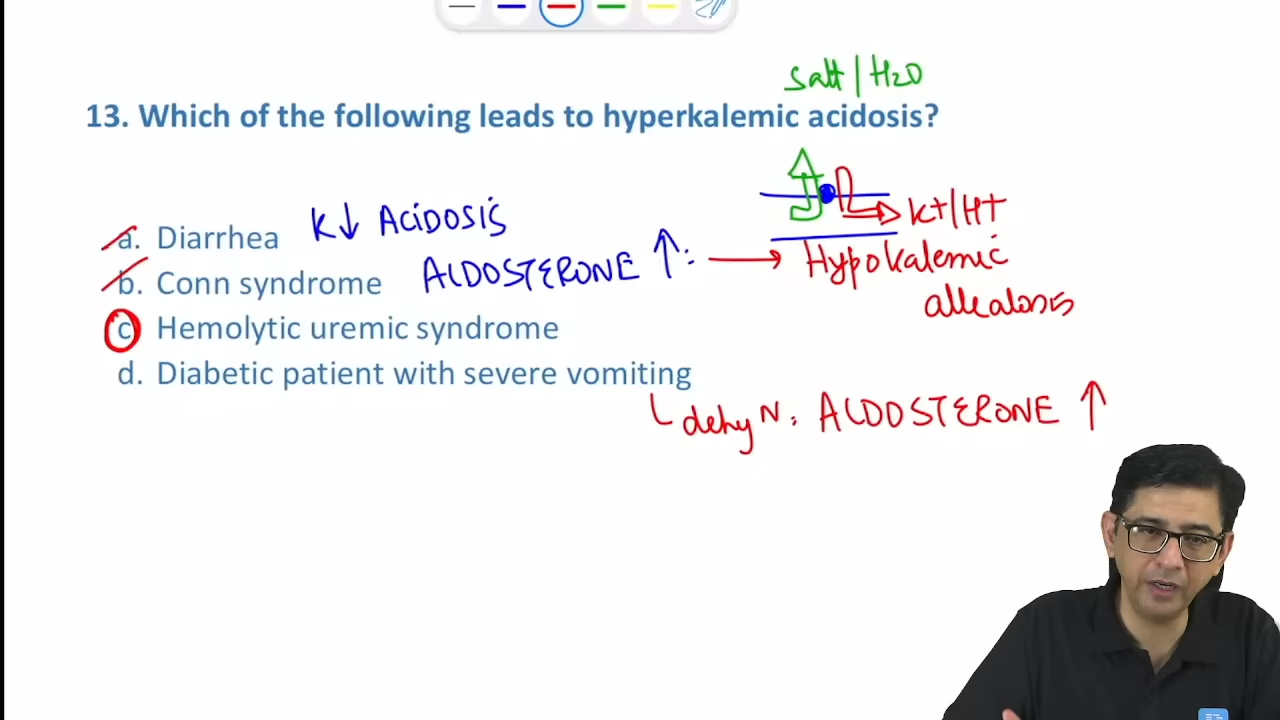 Salt / H2O
13. Which of the following leads to hyperkalemic acidosis?
K+/H+
a. Diarrhea K↓ ACIDOSIS
b. Conn syndrome ALDOSTERONE ↑ : → Hypokalemic
alkalosis
c. Hemolytic uremic syndrome
d. Diabetic patient with severe vomiting
dehy N: ALDOSTERONE ↑